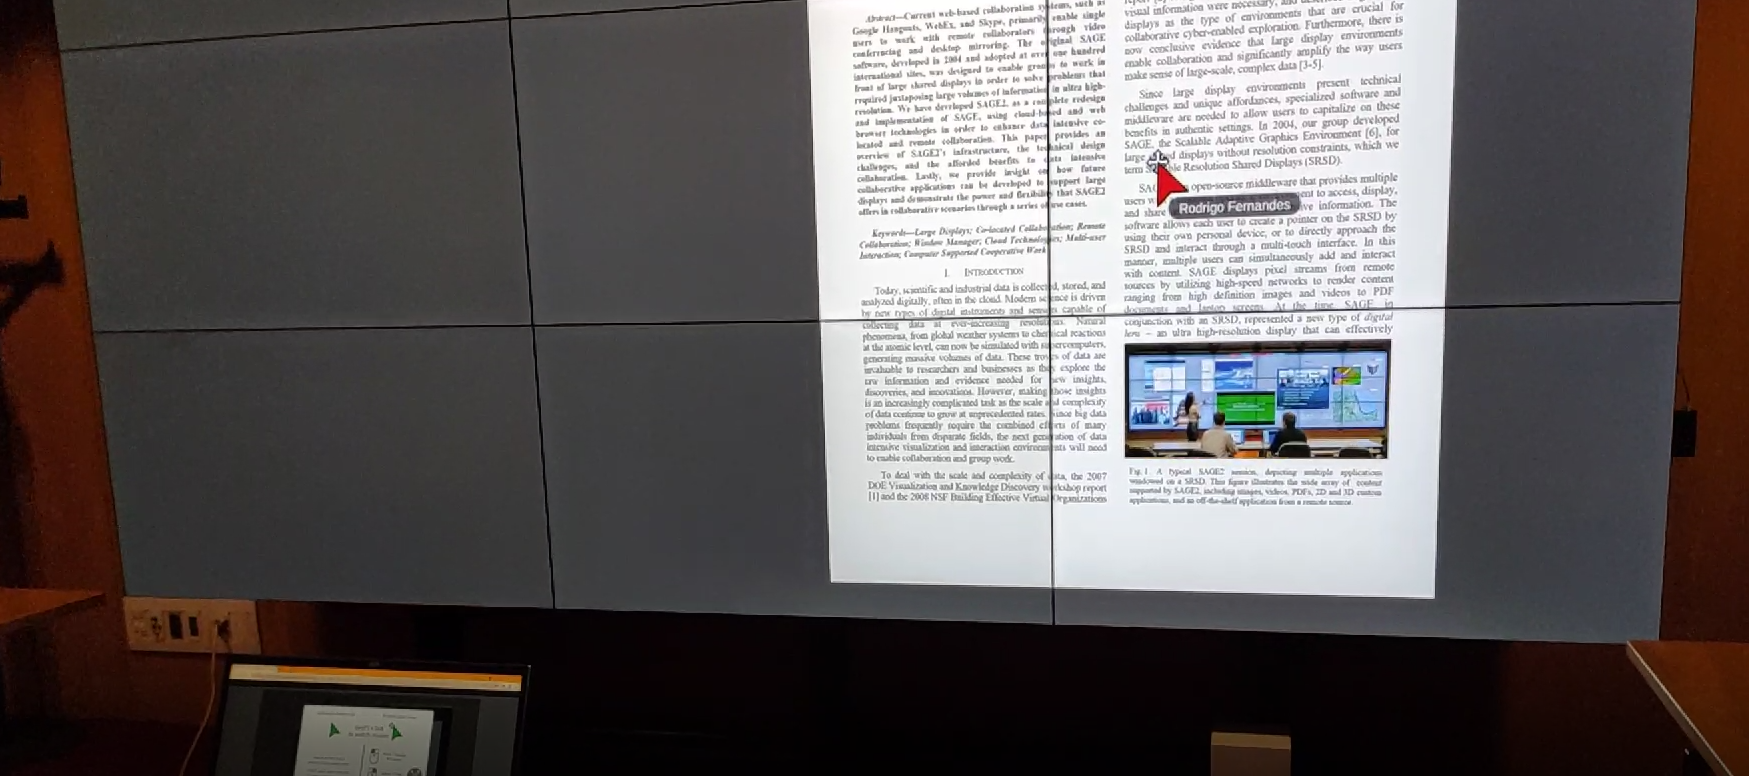 Abstract—Current web-based collaboration systems, such as
Google Hangouts, WebEx, and Skype, primarily enable single
users to work with remote collaborators through video
conferencing and desktop mirroring. The original SAGE
software, developed in 2004 and adopted at over one hundred
international sites, was designed to enable groups to work in
front of large shared displays in order to solve problems that
required juxtaposing large volumes of information in ultra high-
resolution. We have developed SAGE2, as a complete redesign
and implementation of SAGE, using cloud-based and web
browser technologies in order to enhance data intensive co-
located and remote collaboration. This paper provides an
overview of SAGE2's infrastructure, the technical design
challenges, and the afforded benefits to data intensive
collaboration. Lastly, we provide insight on how future
collaborative applications can be developed to support large
displays and demonstrate the power and flexibility that SAGE2
offers in collaborative scenarios through a series of use cases.
Keywords—Large Displays; Co-located Collaboration; Remote
Collaboration; Window Manager; Cloud Technologies; Multi-user
Interaction; Computer Supported Cooperative Work
I. INTRODUCTION
Today, scientific and industrial data is collected, stored, and
analyzed digitally, often in the cloud. Modern science is driven
by new types of digital instruments and sensors capable of
collecting data at ever-increasing resolutions. Natural
phenomena, from global weather systems to chemical reactions
at the atomic level, can now be simulated with supercomputers,
generating massive volumes of data. These troves of data are
invaluable to researchers and businesses as they explore the
raw information and evidence needed for new insights,
discoveries, and innovations. However, making those insights
is an increasingly complicated task as the scale and complexity
of data continue to grow at unprecedented rates. Since big data
problems frequently require the combined efforts of many
individuals from disparate fields, the next generation of data
intensive visualization and interaction environments will need
to enable collaboration and group work.
To deal with the scale and complexity of data, the 2007
DOE Visualization and Knowledge Discovery workshop report
[1] and the 2008 NSF Building Effective Virtual Organizations
visual information were necessary, and
displays as the type of environments that are crucial for
collaborative cyber-enabled exploration. Furthermore, there is
now conclusive evidence that large display environments
enable collaboration and significantly amplify the way users
make sense of large-scale, complex data [3-5].
Since large display environments present technical
challenges and unique affordances, specialized software and
middleware are needed to allow users to capitalize on these
benefits in authentic settings. In 2004, our group developed
SAGE, the Scalable Adaptive Graphics Environment [6], for
large displays without resolution constraints, which we
term Resolution Shared Displays (SRSD).
open-source middleware that provides multiple
users to access, display,
and share information. The
Rodrigo Fernandes
software allows each user to create a pointer on the SRSD by
using their own personal device, or to directly approach the
SRSD and interact through a multi-touch interface. In this
manner, multiple users can simultaneously add and interact
with content. SAGE displays pixel streams from remote
sources by utilizing high-speed networks to render content
ranging from high definition images and videos to PDF
documents and laptop screens. At the time, SAGE in
conjunction with an SRSD, represented a new type of digital
lens – an ultra high-resolution display that can effectively
Fig. 1 A typical SAGE2 session, depicting multiple applications
windowed on a SRSD. This figure illustrates the wide array of content
supported by SAGE2, including images, videos, PDFs, 2D and 3D custom
applications, and an off-the-shelf application from a remote source.